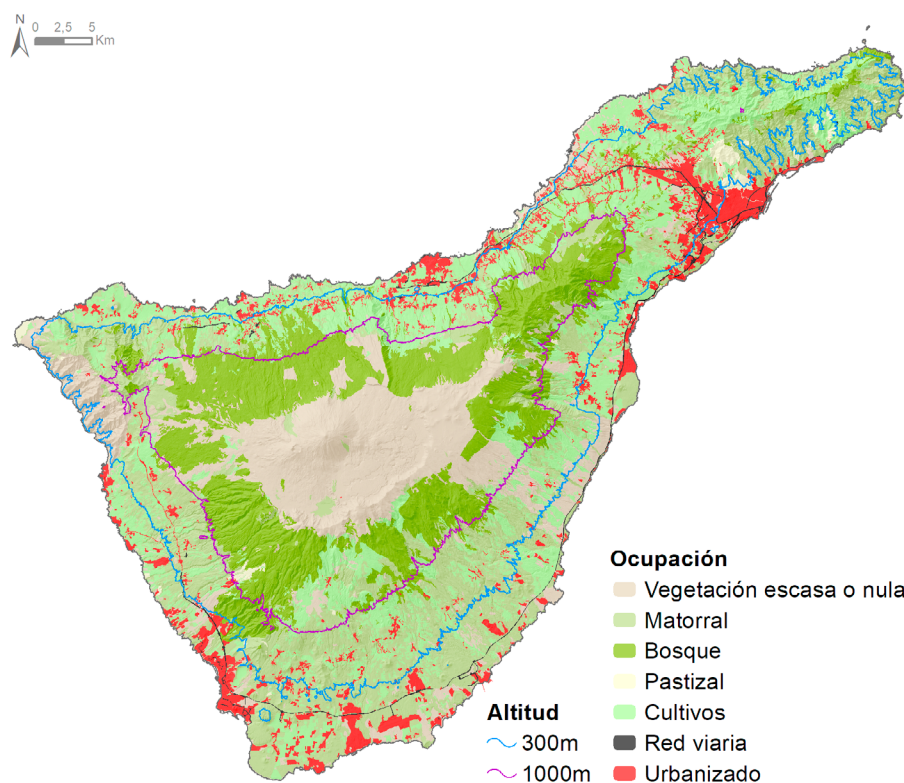 N
0 2,5 5
Km
Ocupación
Vegetación escasa o nula
Matorral
Bosque
Pastizal
Cultivos
Red viaria
Urbanizado
Altitud
300m
1000m